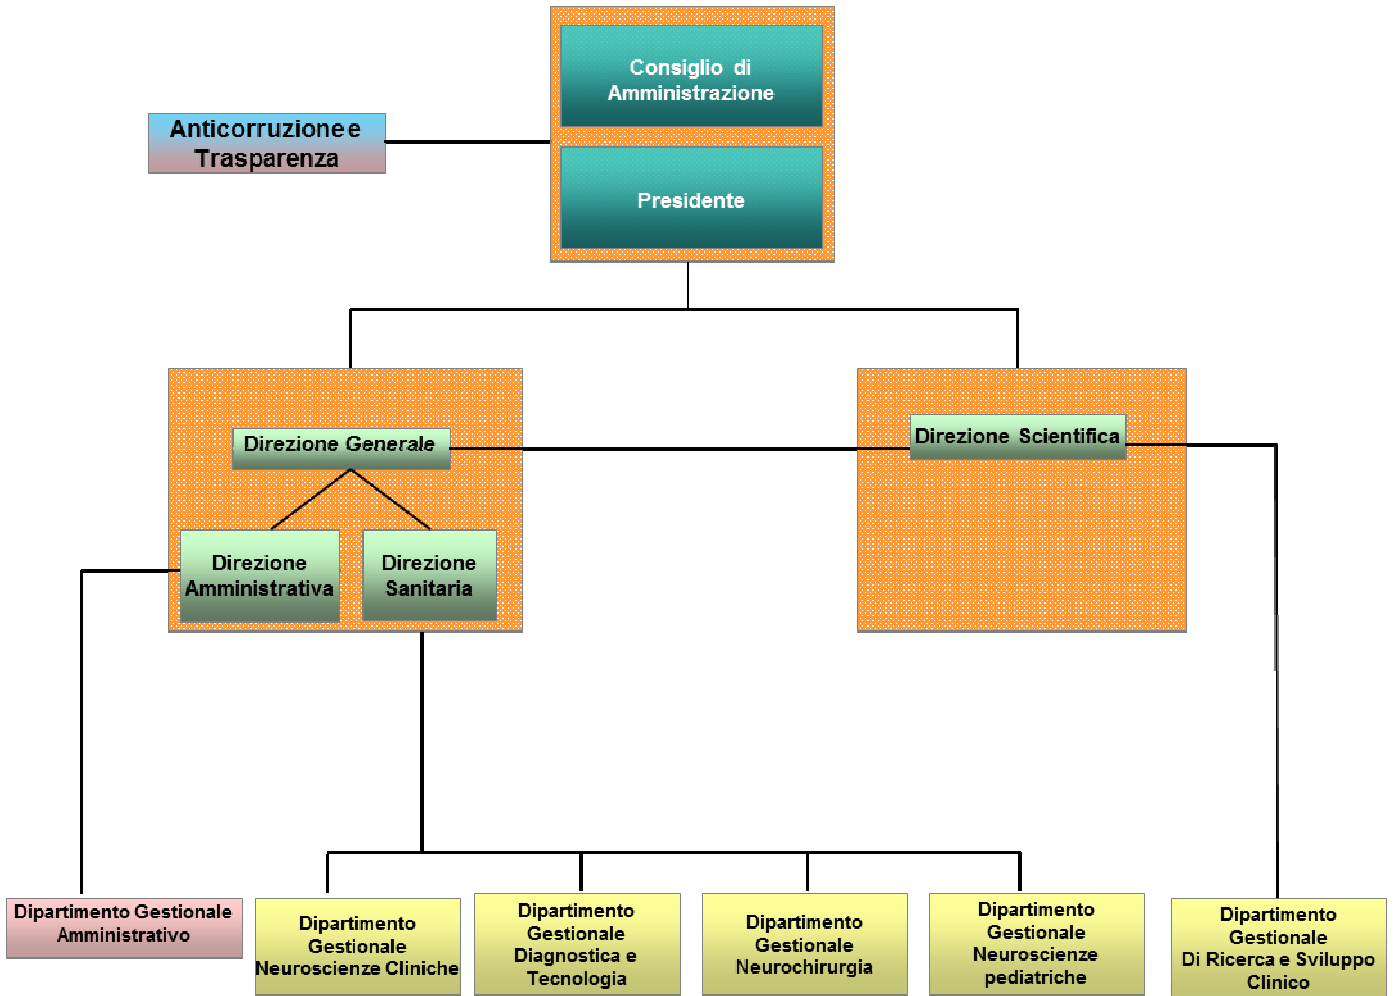 Consiglio di
Amministrazione
Anticorruzione e
Trasparenza
Presidente
Direzione Generale
Direzione Scientifica
Direzione
Amministrativa
Direzione
Sanitaria
Dipartimento Gestionale
Amministrativo
Dipartimento
Gestionale
Neuroscienze Cliniche
Dipartimento
Gestionale
Diagnostica e
Tecnologia
Dipartimento
Gestionale
Neurochirurgia
Dipartimento
Gestionale
Neuroscienze
pediatriche
Dipartimento
Gestionale
Di Ricerca e Sviluppo
Clinico